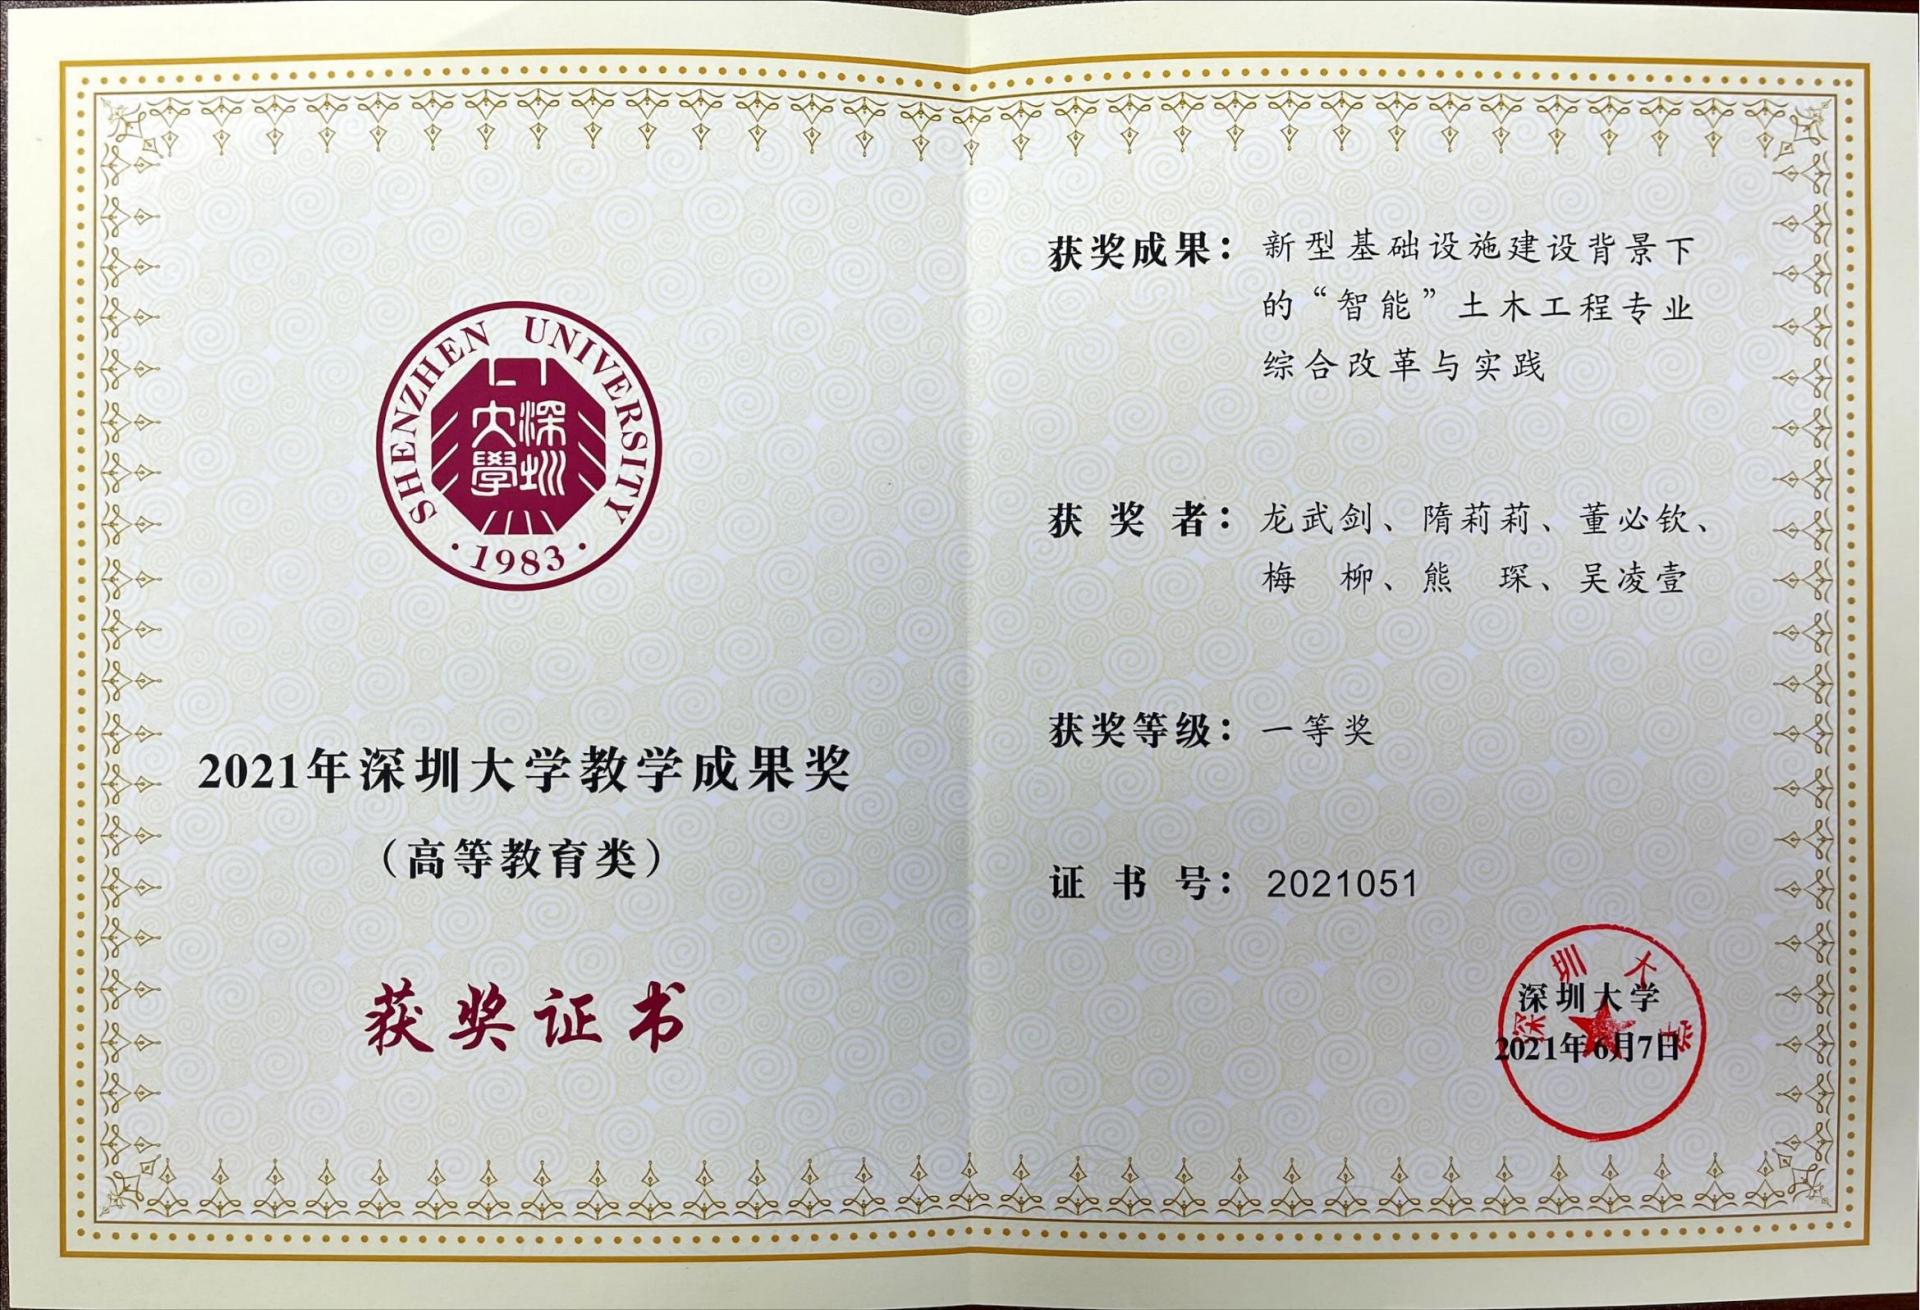 SHENZHEN UNIVERSITY
深圳
大學
·1983·
2021年深圳大学教学成果奖
（高等教育类）
获奖证书
获奖成果：新型基础设施建设背景下
的“智能”土木工程专业
综合改革与实践
获奖者：龙武剑、隋莉莉、董必钦、
梅 柳、熊 琛、吴凌壹
获奖等级：一等奖
证书号：2021051
深圳大学
深圳大学
2021年6月7日